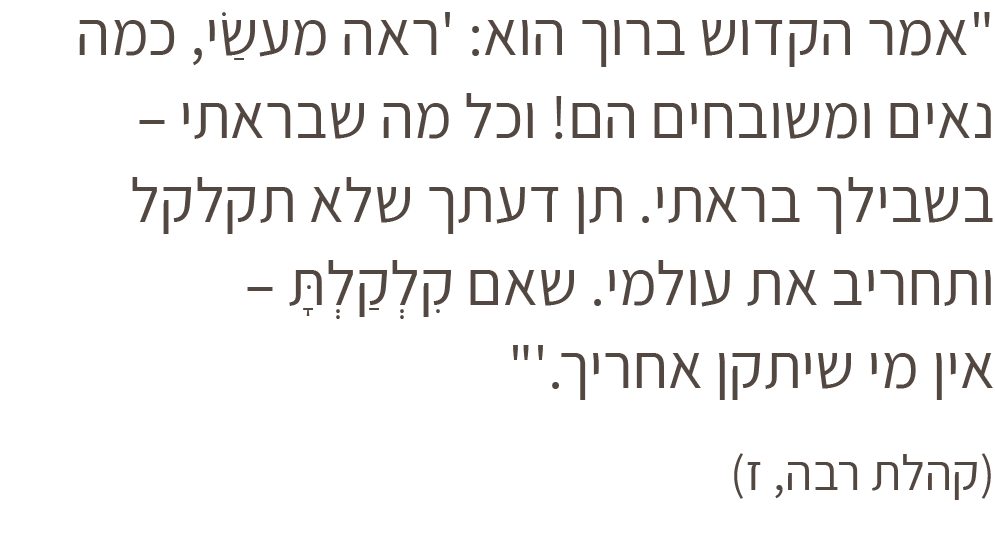 "אמר הקדוש ברוך הוא: 'ראה מעשַׂי, כמה
נאים ומשובחים הם! וכל מה שבראתי –
בשבילך בראתי. תן דעתך שלא תקלקל
ותחריב את עולמי. שאם קִלְקַלְתָּ –
אין מי שיתקן אחריך.'"
(קהלת רבה, ז)